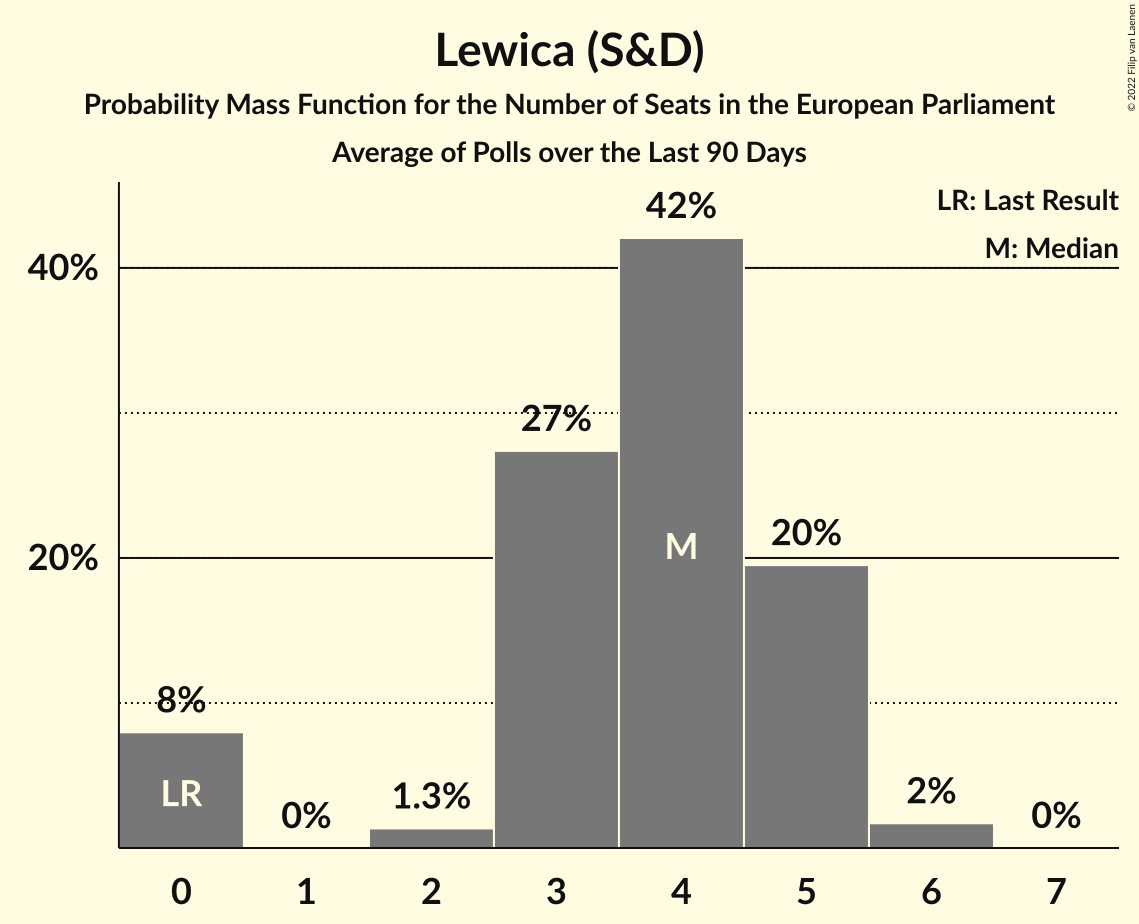 Lewica (S&D)
Probability Mass Function for the Number of Seats in the European Parliament
Average of Polls over the Last 90 Days
© 2022 Filip van Laenen
LR: Last Result
M: Median
40%
20%
8%
0%
1.3%
27%
42%
20%
2%
0%
LR
M
0 1 2 3 4 5 6 7